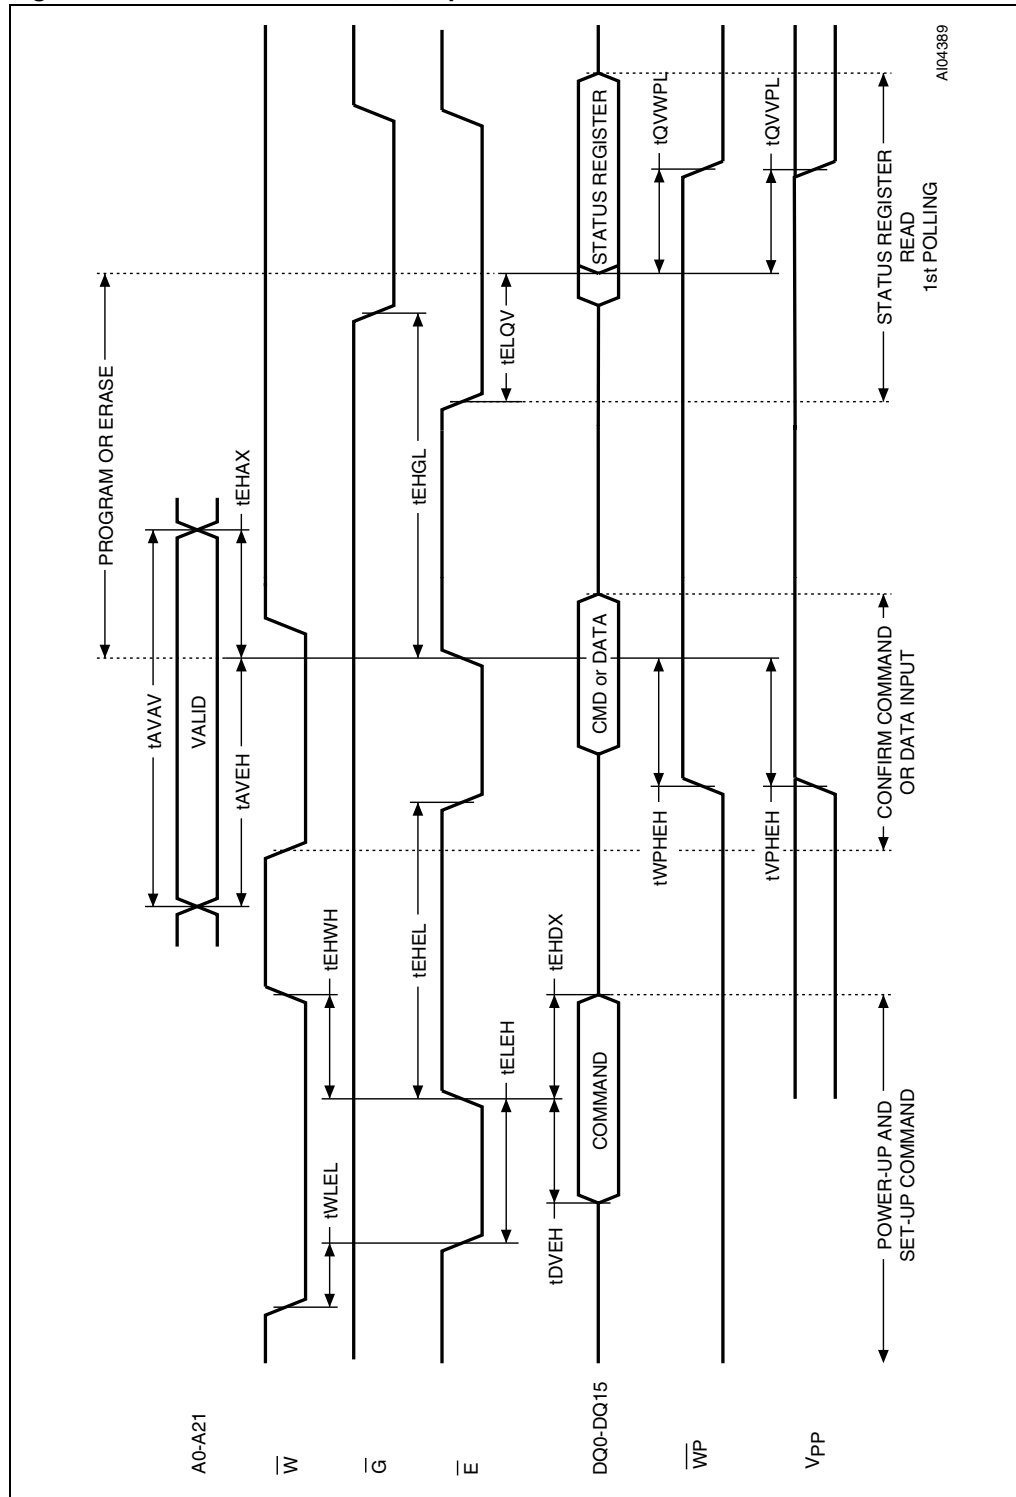 A0-A21
tAVAV
VALID
tAVEH
tEHAX
PROGRAM OR ERASE
W
tWLEL
tEHWH
G
tEHEL
tEHGL
E
tELEH
tELQV
tDVEH
tEHDX
DQ0-DQ15
COMMAND
CMD or DATA
STATUS REGISTER
WP
tWPHEH
tQVWPL
VPP
tVPHEH
tQVVPL
POWER-UP AND
SET-UP COMMAND
CONFIRM COMMAND
OR DATA INPUT
STATUS REGISTER
READ
1st POLLING
AI04389